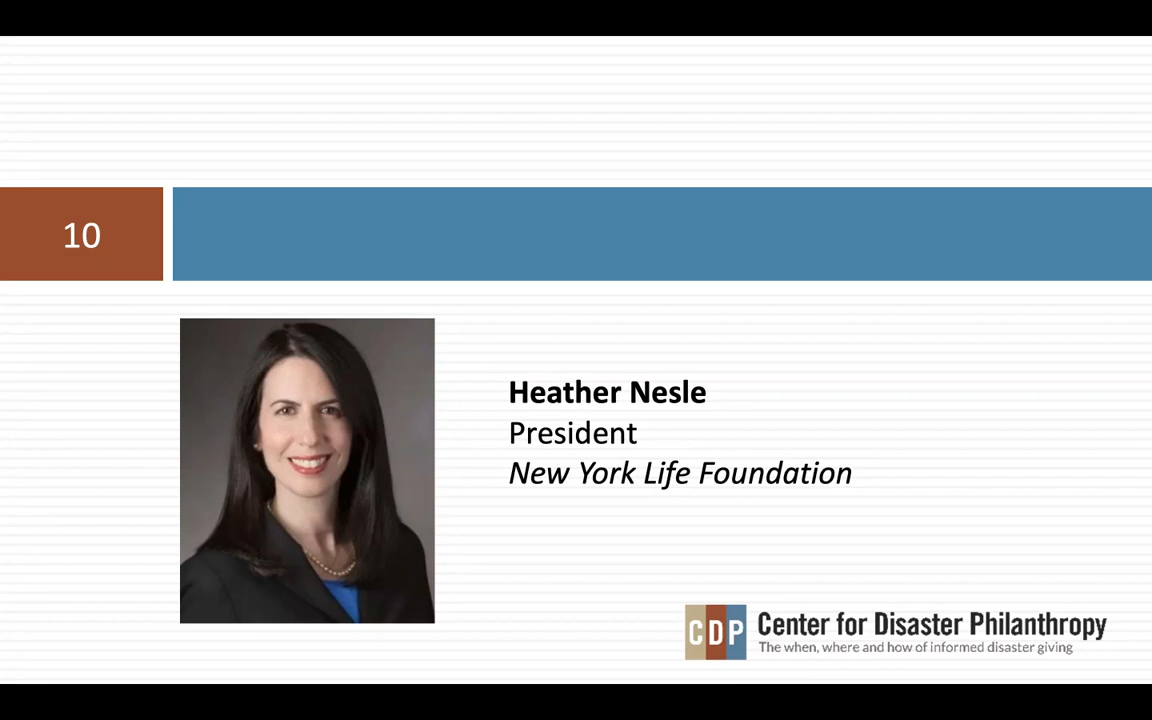 10
Heather Nesle
President
New York Life Foundation
CDP Center for Disaster Philanthropy
The when, where and how of informed disaster giving